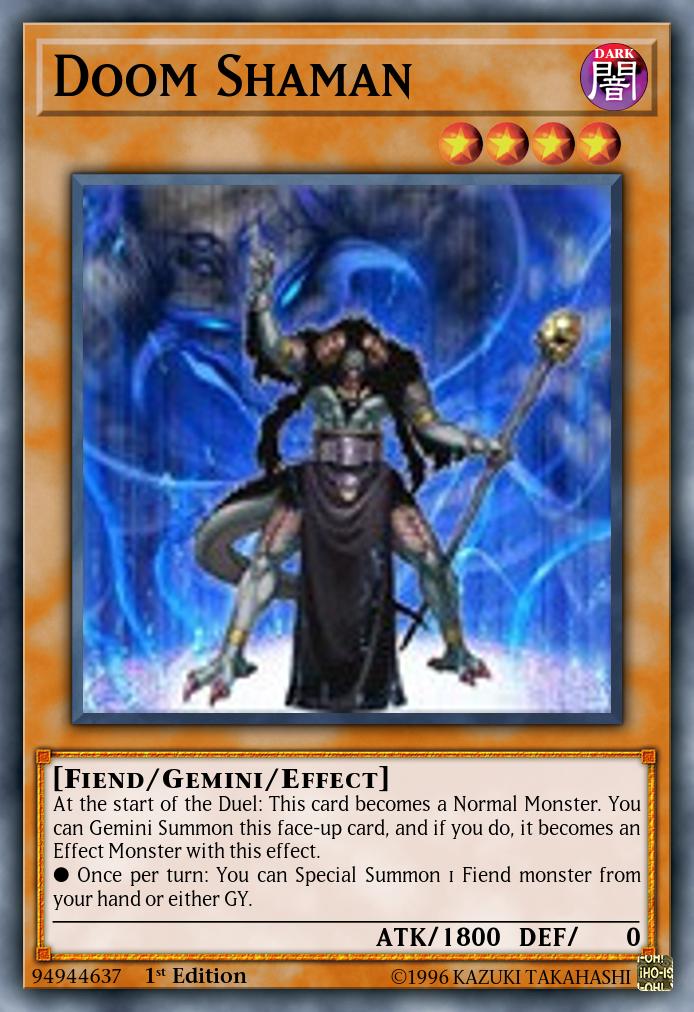 DOOM SHAMAN
DARK
闇
[FIEND/GEMINI/EFFECT]
At the start of the Duel: This card becomes a Normal Monster. You
can Gemini Summon this face-up card, and if you do, it becomes an
Effect Monster with this effect.
● Once per turn: You can Special Summon 1 Fiend monster from
your hand or either GY.
ATK/1800 DEF/ 0
94944637 1st Edition ©1996 KAZUKI TAKAHASHI